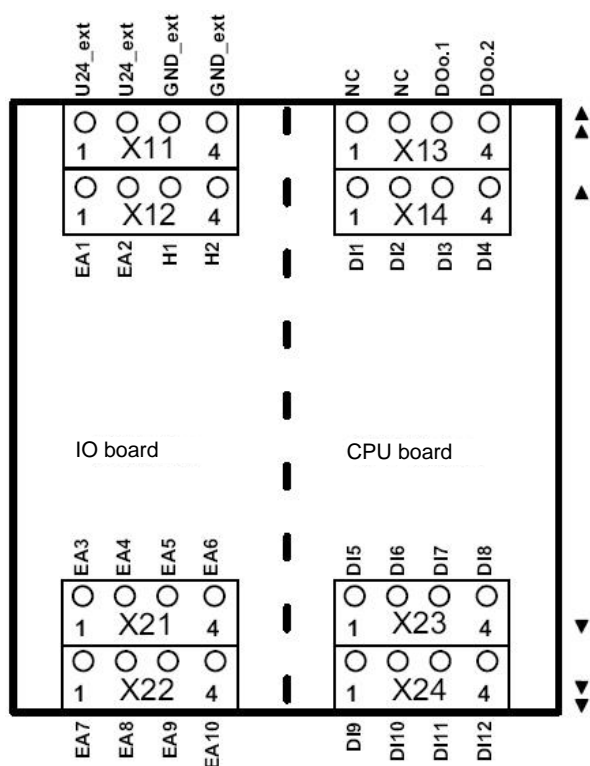 U24_ext U24_ext GND_ext GND_ext NC NC DOo.1 DOo.2
1 X11 4 1 X13 4
1 X12 4 1 X14 4
EA1 EA2 H1 H2 DI1 DI2 DI3 DI4
IO board CPU board
EA3 EA4 EA5 EA6 DI5 DI6 DI7 DI8
1 X21 4 1 X23 4
1 X22 4 1 X24 4
EA7 EA8 EA9 EA10 DI9 DI10 DI11 DI12